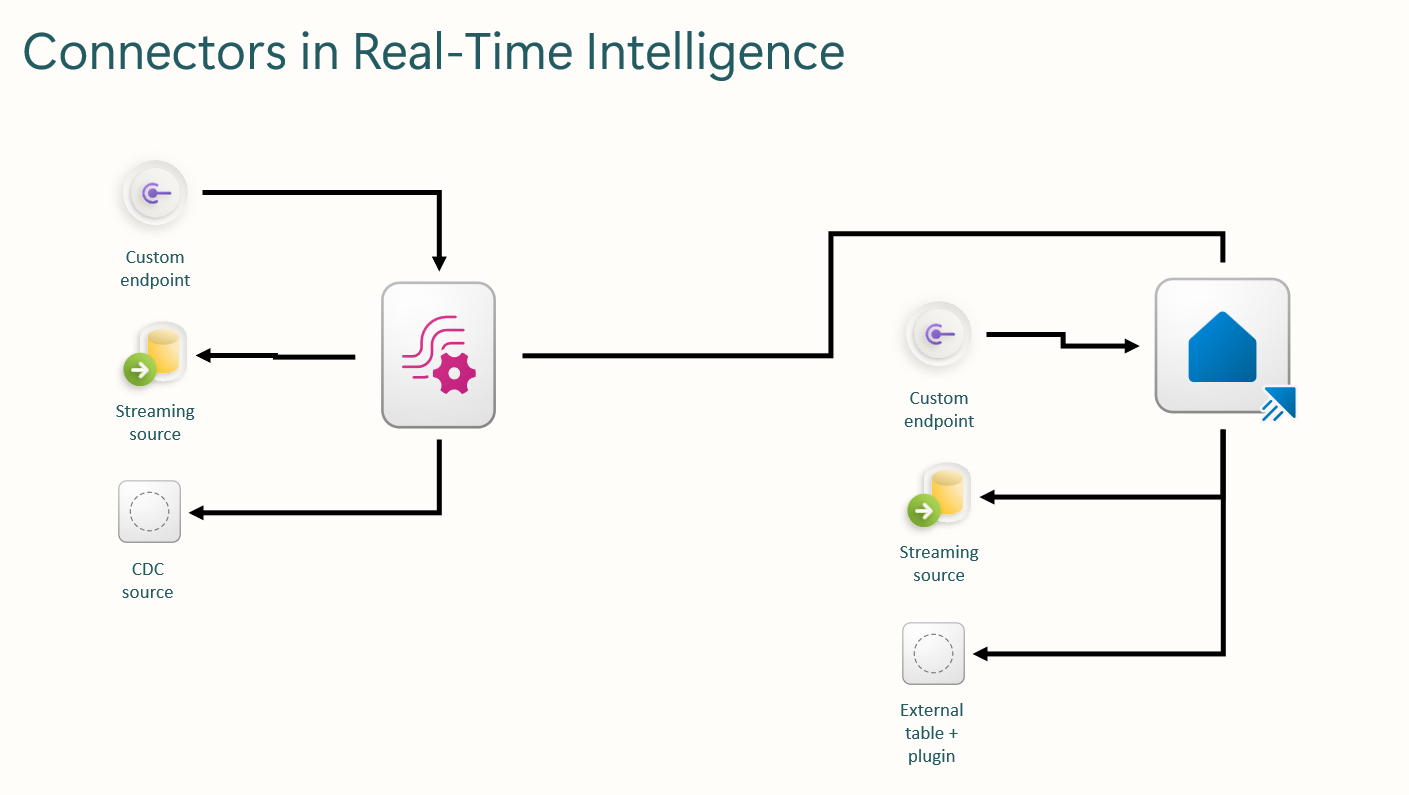 Connectors in Real-Time Intelligence
Custom
endpoint
Streaming
source
CDC
source
Custom
endpoint
Streaming
source
External
table +
plugin